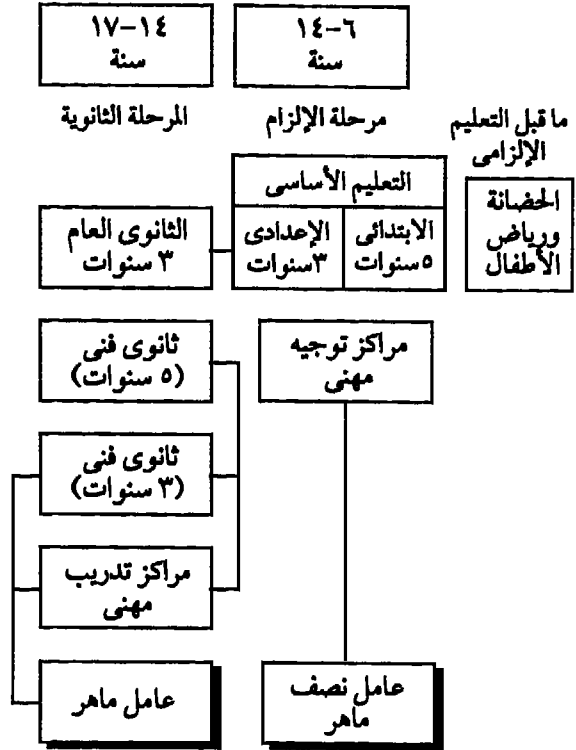 ٦-١٤
سنة
١٤-١٧
سنة
ما قبل التعليم
الإلزامى
مرحلة الإلزام
المرحلة الثانوية
الحضانة
ورياض
الأطفال
التعليم الأساسى
الابتدائى
٥سنوات
الإعدادى
٣سنوات
الثانوى العام
٣ سنوات
مراكز توجيه
مهنى
ثانوى فنى
(٥ سنوات)
ثانوى فنى
(٣ سنوات)
مراكز تدريب
مهنى
عامل نصف
ماهر
عامل ماهر